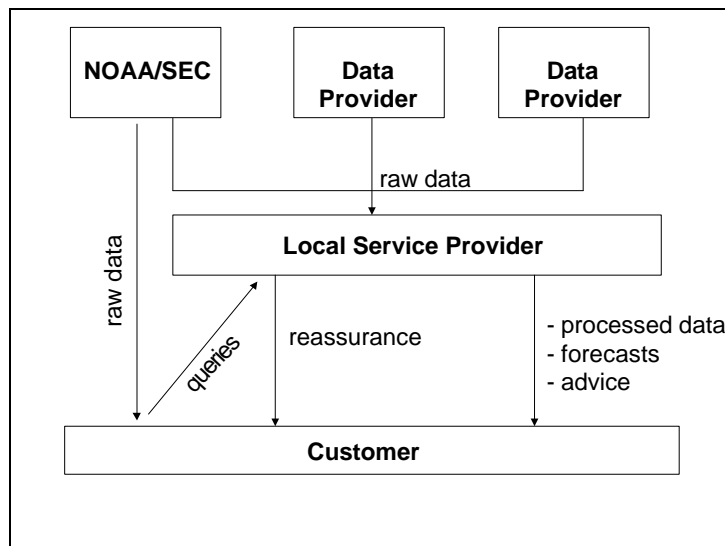 NOAA/SEC
Data
Provider
Data
Provider
raw data
Local Service Provider
raw data
queries
reassurance
- processed data
- forecasts
- advice
Customer